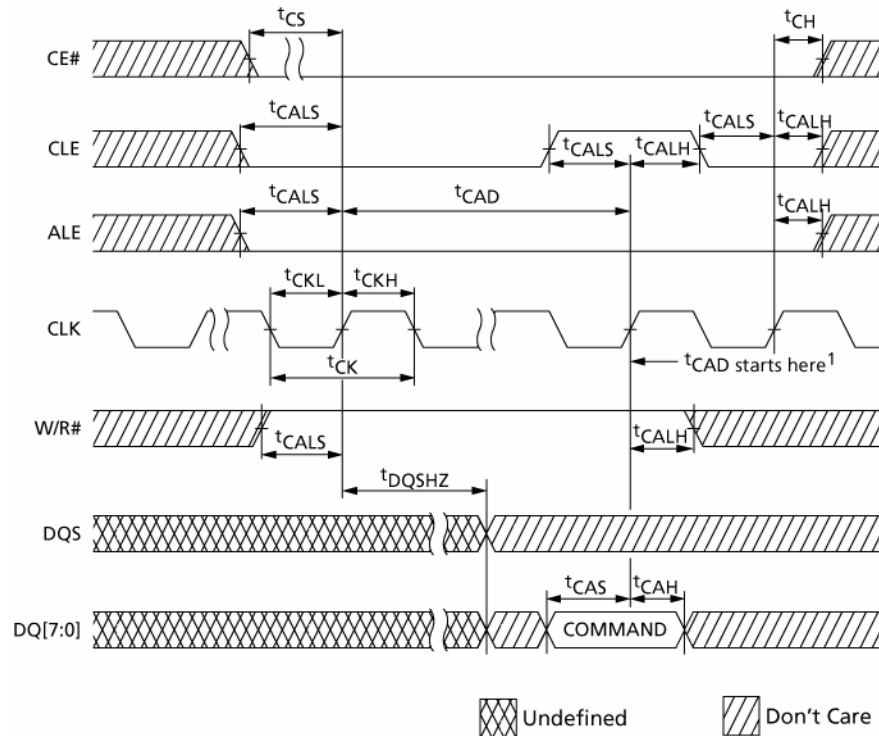 tCS
tCH
CE#
tCALS
tCALS
tCALH
CLE
tCALS
tCALH
tCALS
tCAD
tCALH
ALE
tCKL
tCKH
CLK
tCK
tCAD starts here1
W/R#
tCALS
tCALH
tDQSHZ
DQS
tCAS
tCAH
DQ[7:0]
COMMAND
Undefined
Don't Care